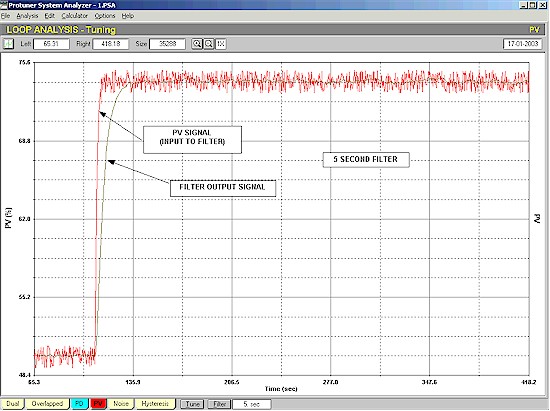 Protuner System Analyzer - 1.PSA
File Analysis Edit Calculator Options Help
LOOP ANALYSIS - Tuning PV
Left 65.31 Right 418.18 Size 35288 1X 17-01-2003
75.6
68.8
62.0
55.2
48.4
PV (%)
PV
PV SIGNAL
(INPUT TO FILTER)
FILTER OUTPUT SIGNAL
5 SECOND FILTER
65.3 135.9 206.5 277.0 347.6 418.2
Time (sec)
Dual Overlapped PD PV Noise Hysteresis Tune Filter 5. sec